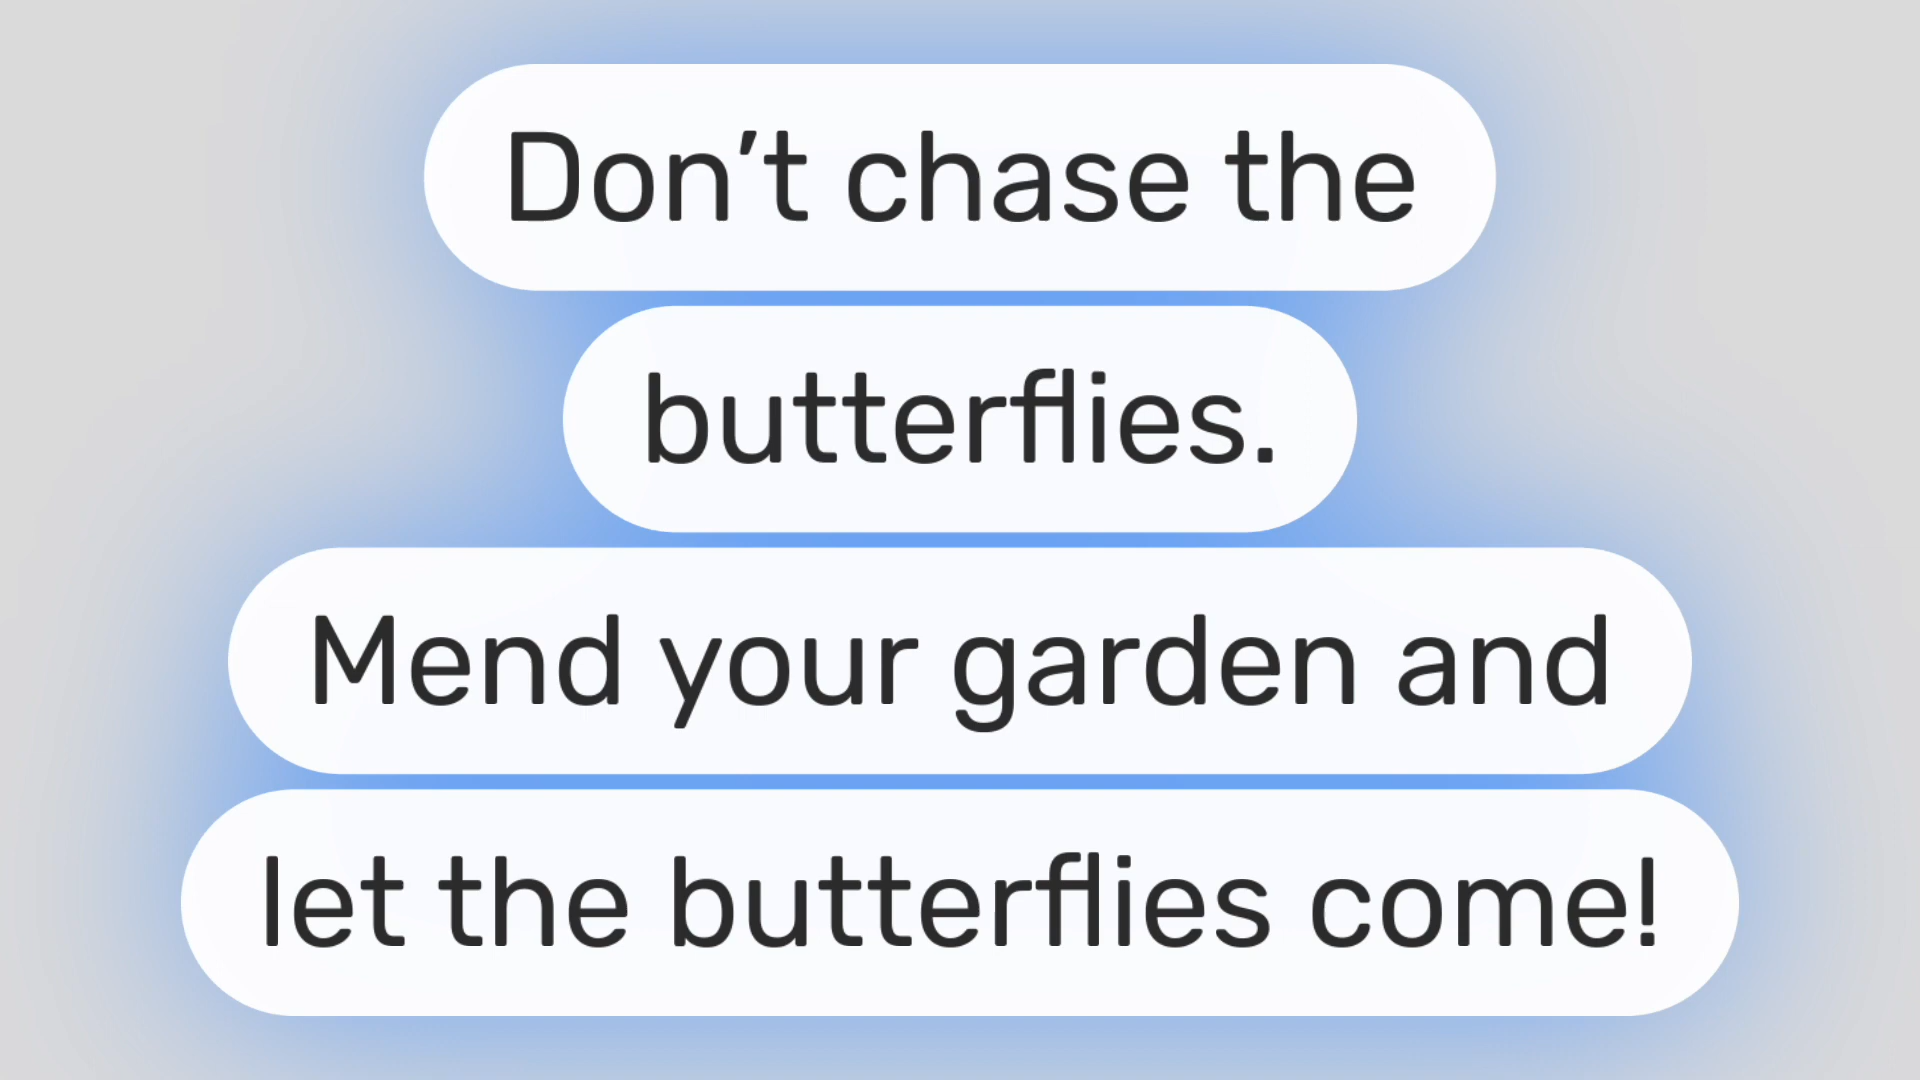 Don’t chase the
butterflies.
Mend your garden and
let the butterflies come!